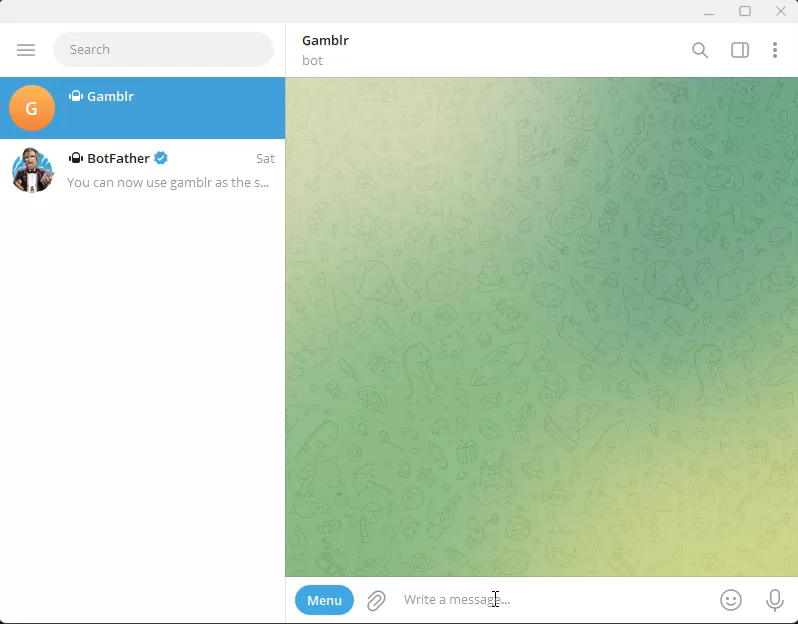 Search
Gamblr
bot
G
Gamblr
BotFather
Sat
You can now use gamblr as the s...
Menu
Write a message...